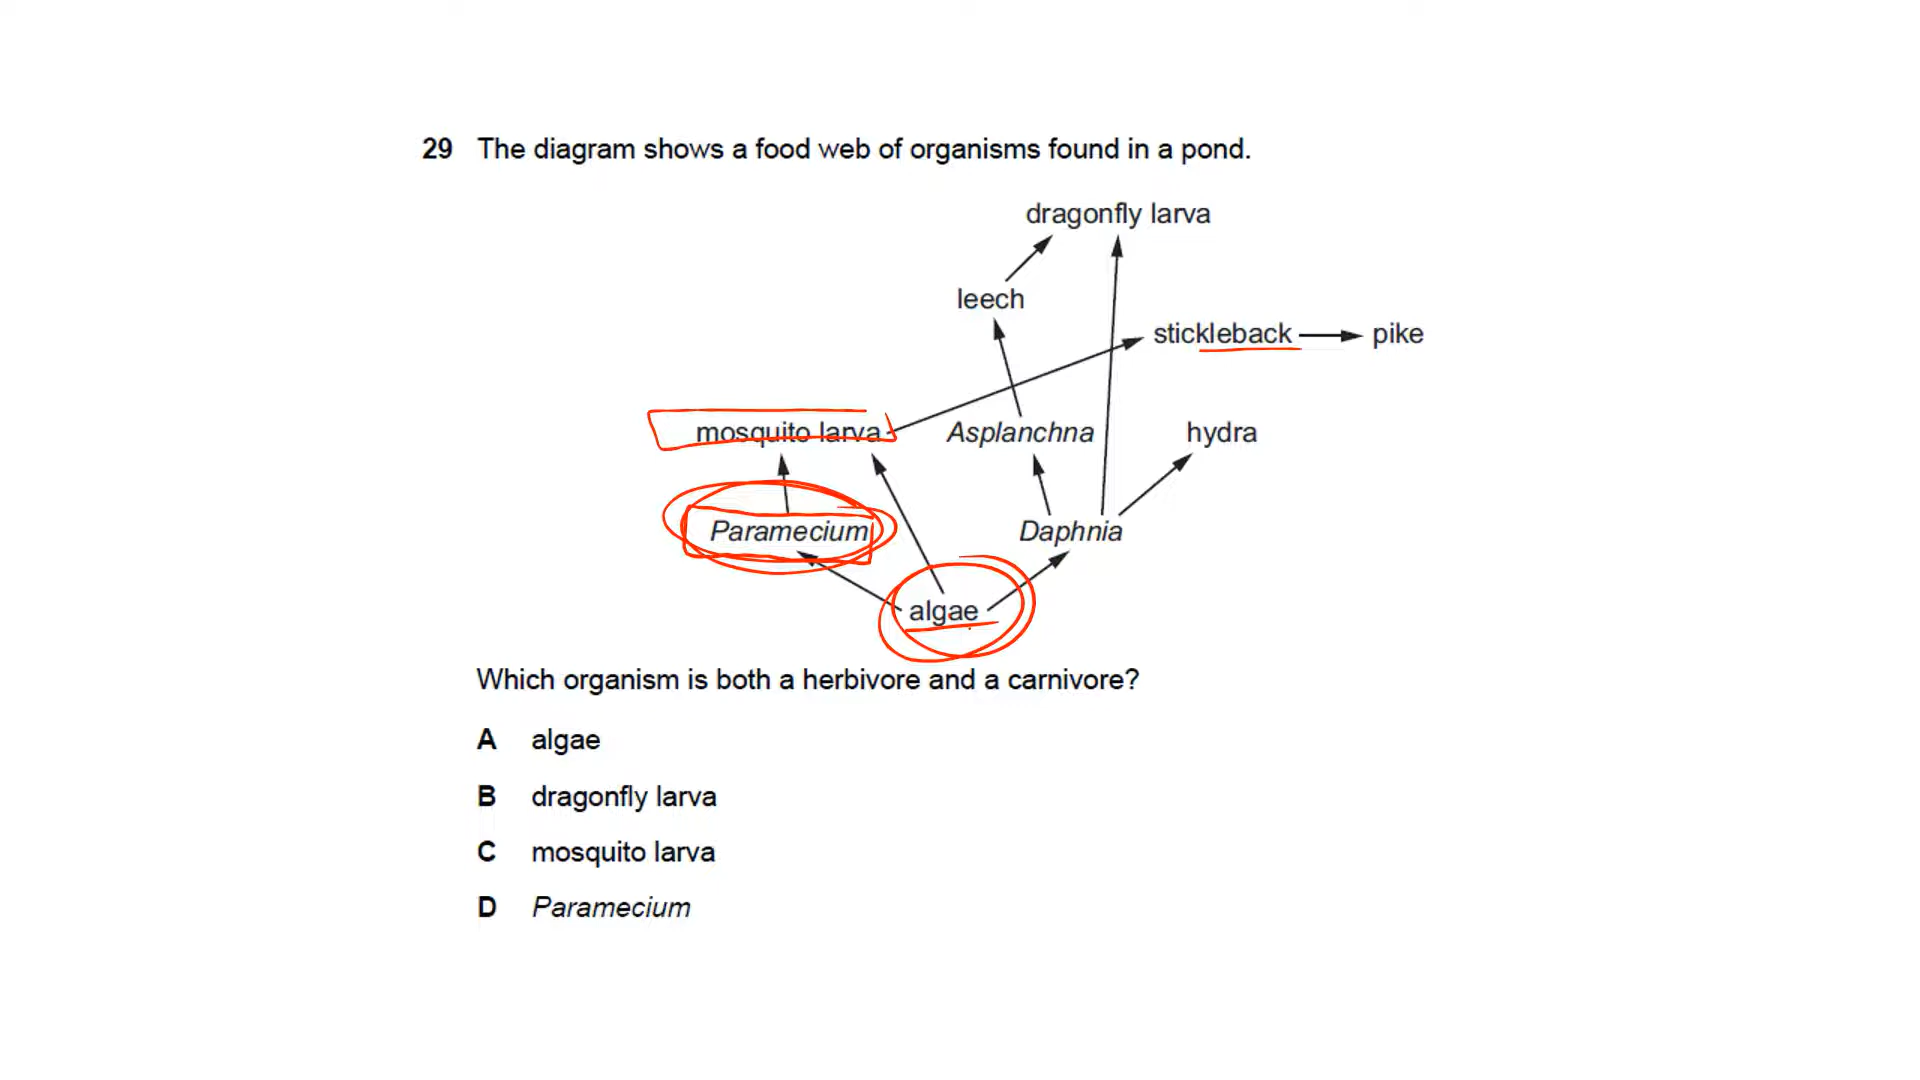 29 The diagram shows a food web of organisms found in a pond.
dragonfly larva
leech
stickleback pike
mosquito larva Asplanchna hydra
Paramecium Daphnia
algae
Which organism is both a herbivore and a carnivore?
A algae
B dragonfly larva
C mosquito larva
D Paramecium